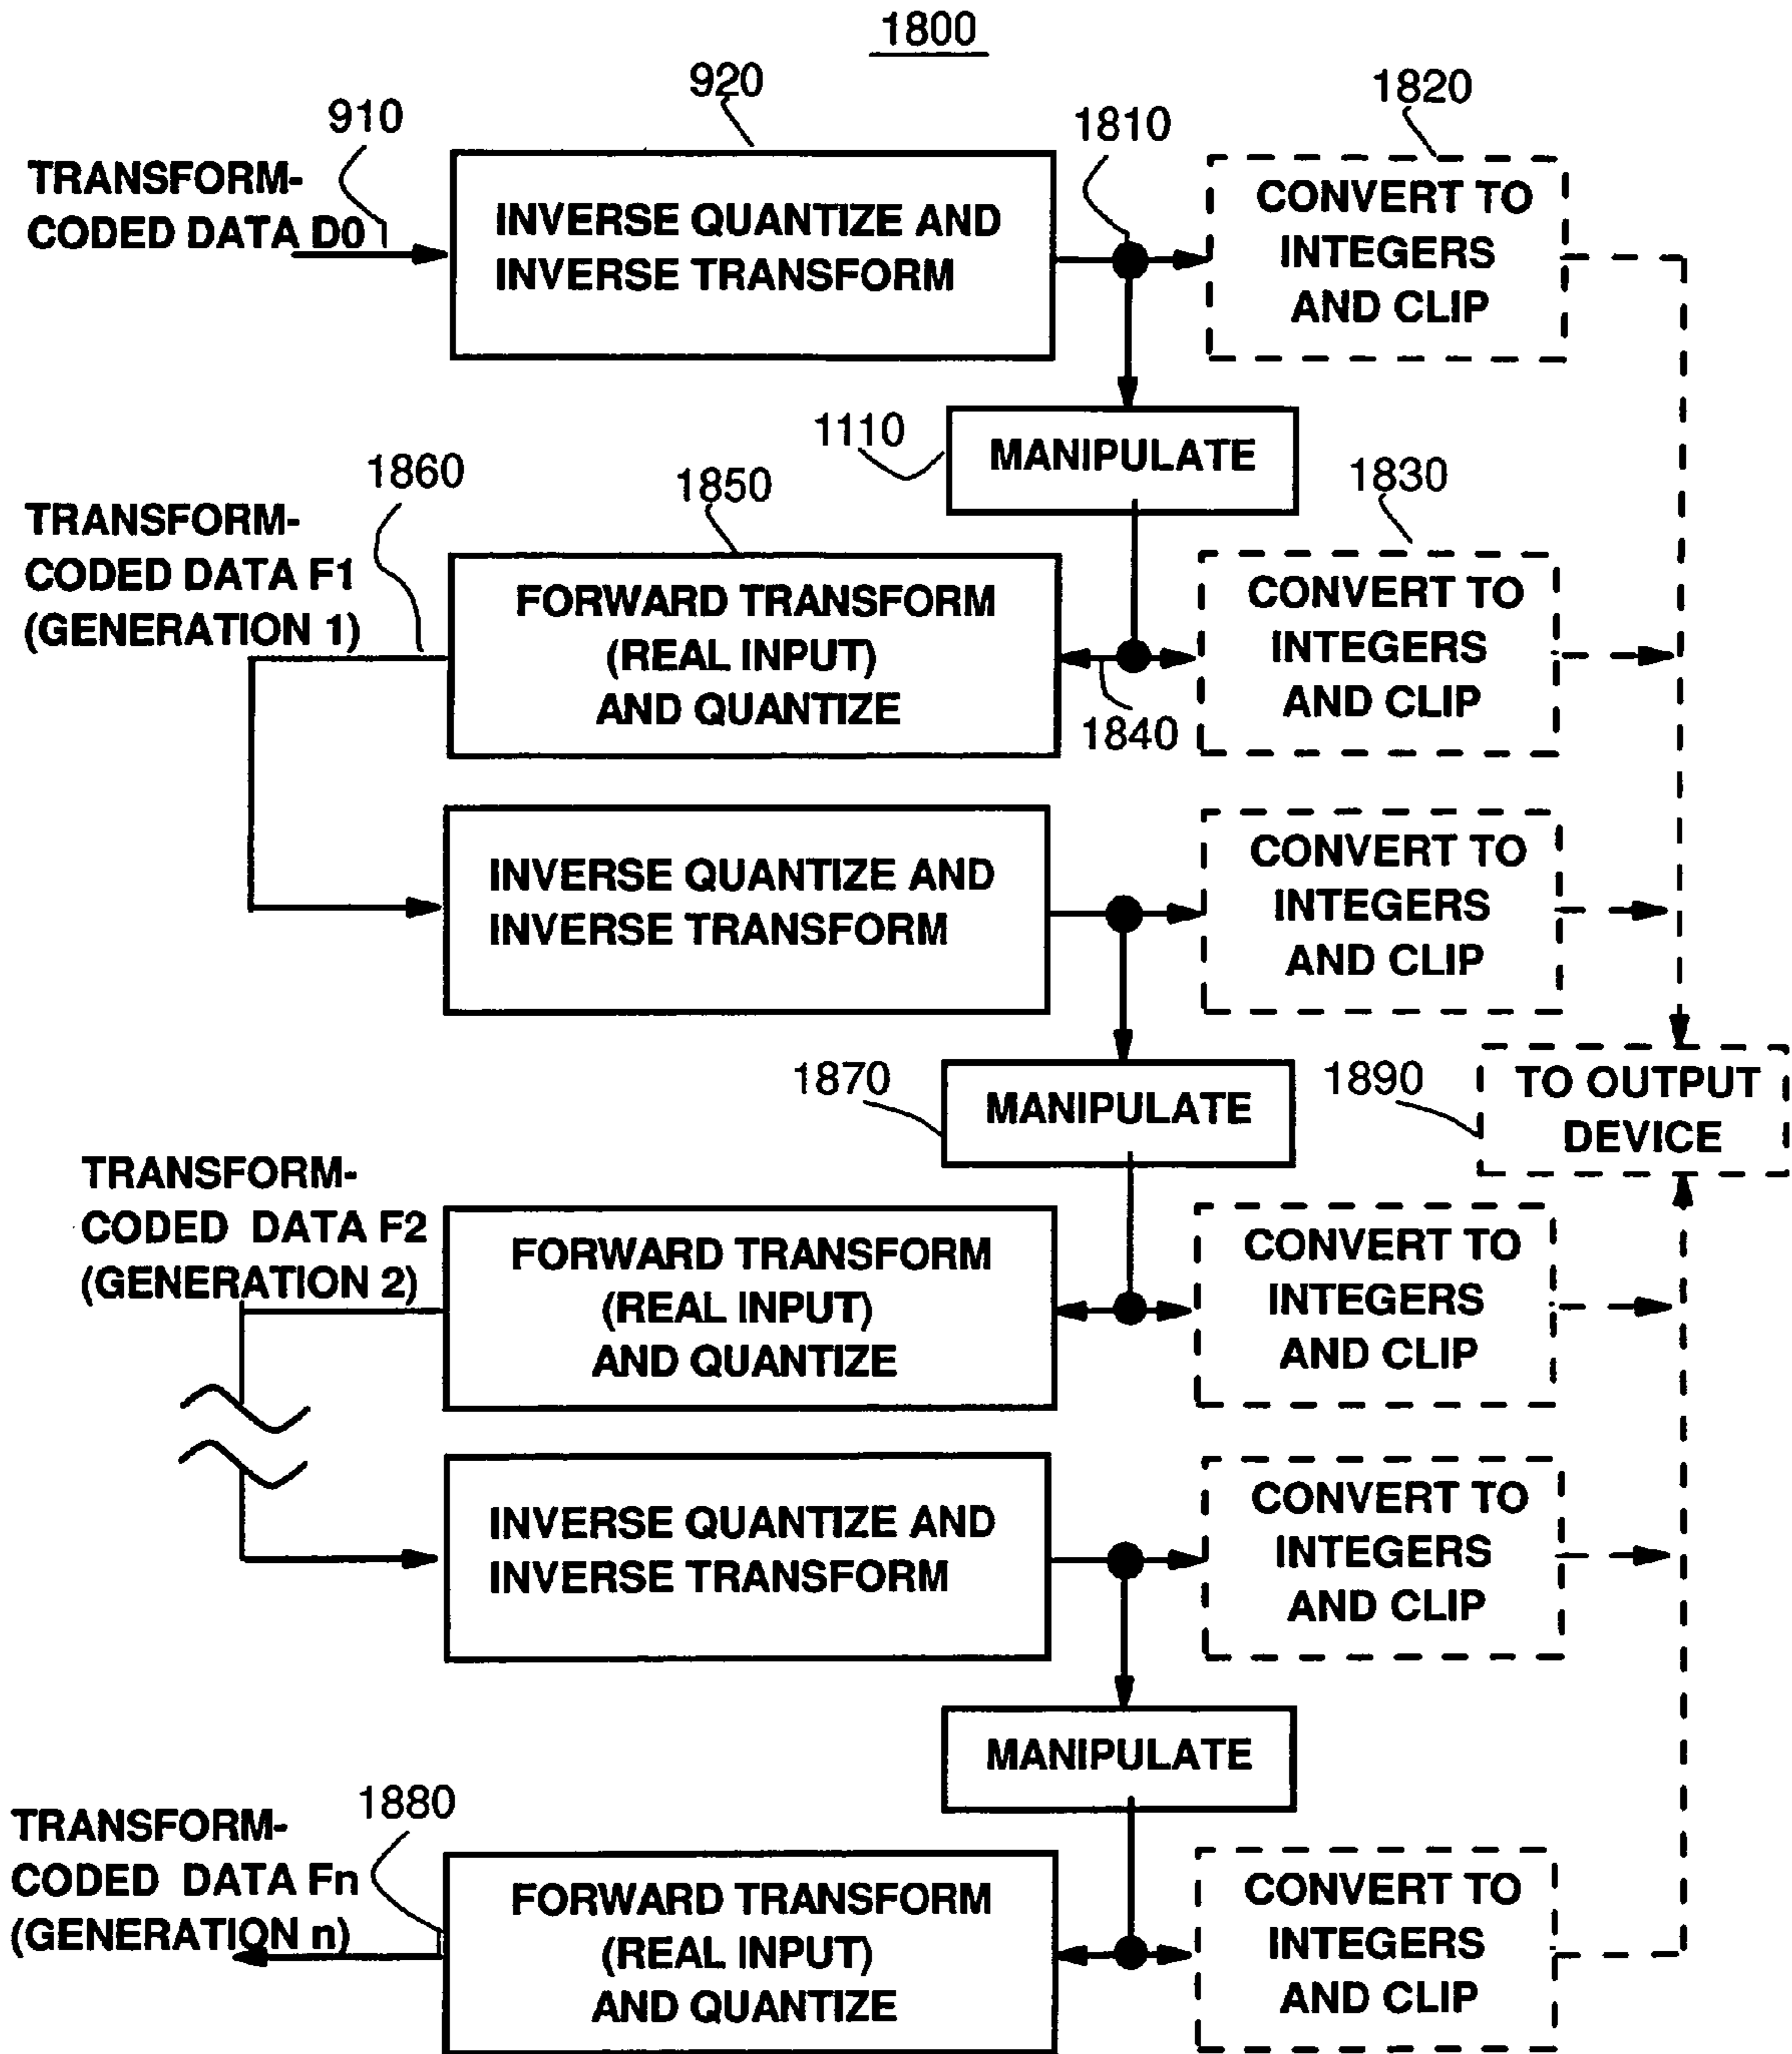 1800
920
910
1810
1820
TRANSFORM-
CODED DATA D0
INVERSE QUANTIZE AND
INVERSE TRANSFORM
CONVERT TO
INTEGERS
AND CLIP
1110
MANIPULATE
1860
1850
1830
TRANSFORM-
CODED DATA F1
(GENERATION 1)
FORWARD TRANSFORM
(REAL INPUT)
AND QUANTIZE
1840
CONVERT TO
INTEGERS
AND CLIP
INVERSE QUANTIZE AND
INVERSE TRANSFORM
CONVERT TO
INTEGERS
AND CLIP
1870
MANIPULATE
1890
TO OUTPUT
DEVICE
TRANSFORM-
CODED DATA F2
(GENERATION 2)
FORWARD TRANSFORM
(REAL INPUT)
AND QUANTIZE
CONVERT TO
INTEGERS
AND CLIP
INVERSE QUANTIZE AND
INVERSE TRANSFORM
CONVERT TO
INTEGERS
AND CLIP
MANIPULATE
TRANSFORM-
CODED DATA Fn
(GENERATION n)
1880
FORWARD TRANSFORM
(REAL INPUT)
AND QUANTIZE
CONVERT TO
INTEGERS
AND CLIP